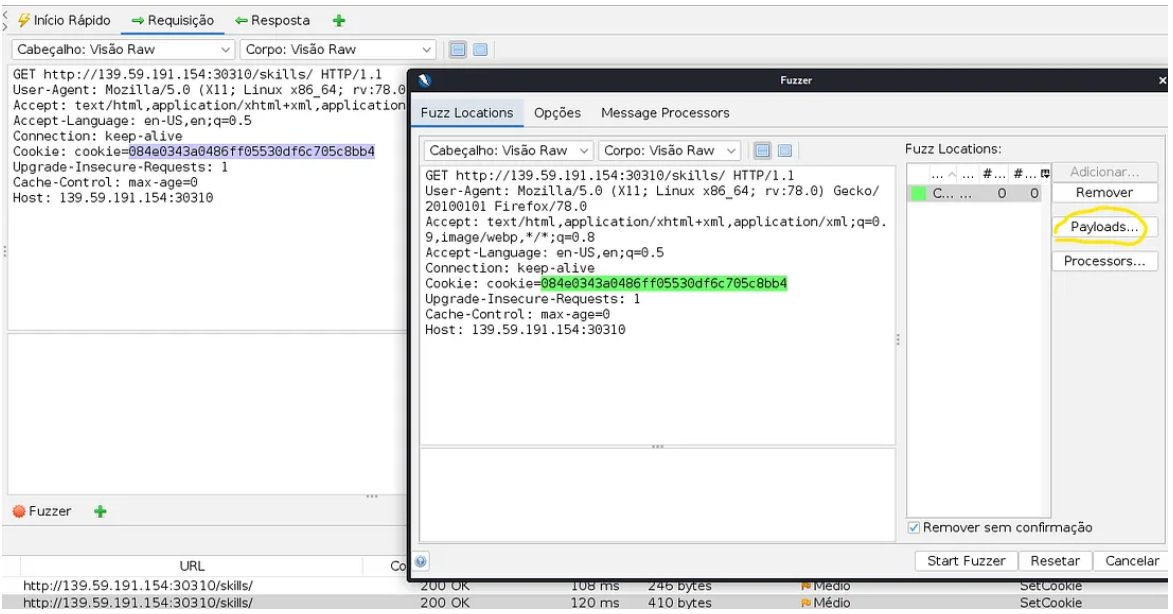 Início Rápido
Requisição
Resposta
Cabeçalho: Visão Raw
Corpo: Visão Raw
GET http://139.59.191.154:30310/skills/ HTTP/1.1
User-Agent: Mozilla/5.0 (X11; Linux x86_64; rv:78.0
Accept: text/html,application/xhtml+xml,application
Accept-Language: en-US,en;q=0.5
Connection: keep-alive
Cookie: cookie=084e0343a0486ff05530df6c705c8bb4
Upgrade-Insecure-Requests: 1
Cache-Control: max-age=0
Host: 139.59.191.154:30310
Fuzzer
Fuzz Locations
Opções
Message Processors
Cabeçalho: Visão Raw
Corpo: Visão Raw
GET http://139.59.191.154:30310/skills/ HTTP/1.1
User-Agent: Mozilla/5.0 (X11; Linux x86_64; rv:78.0) Gecko/
20100101 Firefox/78.0
Accept: text/html,application/xhtml+xml,application/xml;q=0.
9,image/webp,*/*;q=0.8
Accept-Language: en-US,en;q=0.5
Connection: keep-alive
Cookie: cookie=084e0343a0486ff05530df6c705c8bb4
Upgrade-Insecure-Requests: 1
Cache-Control: max-age=0
Host: 139.59.191.154:30310
Fuzz Locations:
... #... #...
C... ... 0 0
Adicionar...
Remover
Payloads...
Processors...
Remover sem confirmação
Start Fuzzer
Resetar
Cancelar
Fuzzer
URL
Co
http://139.59.191.154:30310/skills/ 200 OK 108 ms 246 bytes Médio SetCookie
http://139.59.191.154:30310/skills/ 200 OK 120 ms 410 bytes Médio SetCookie